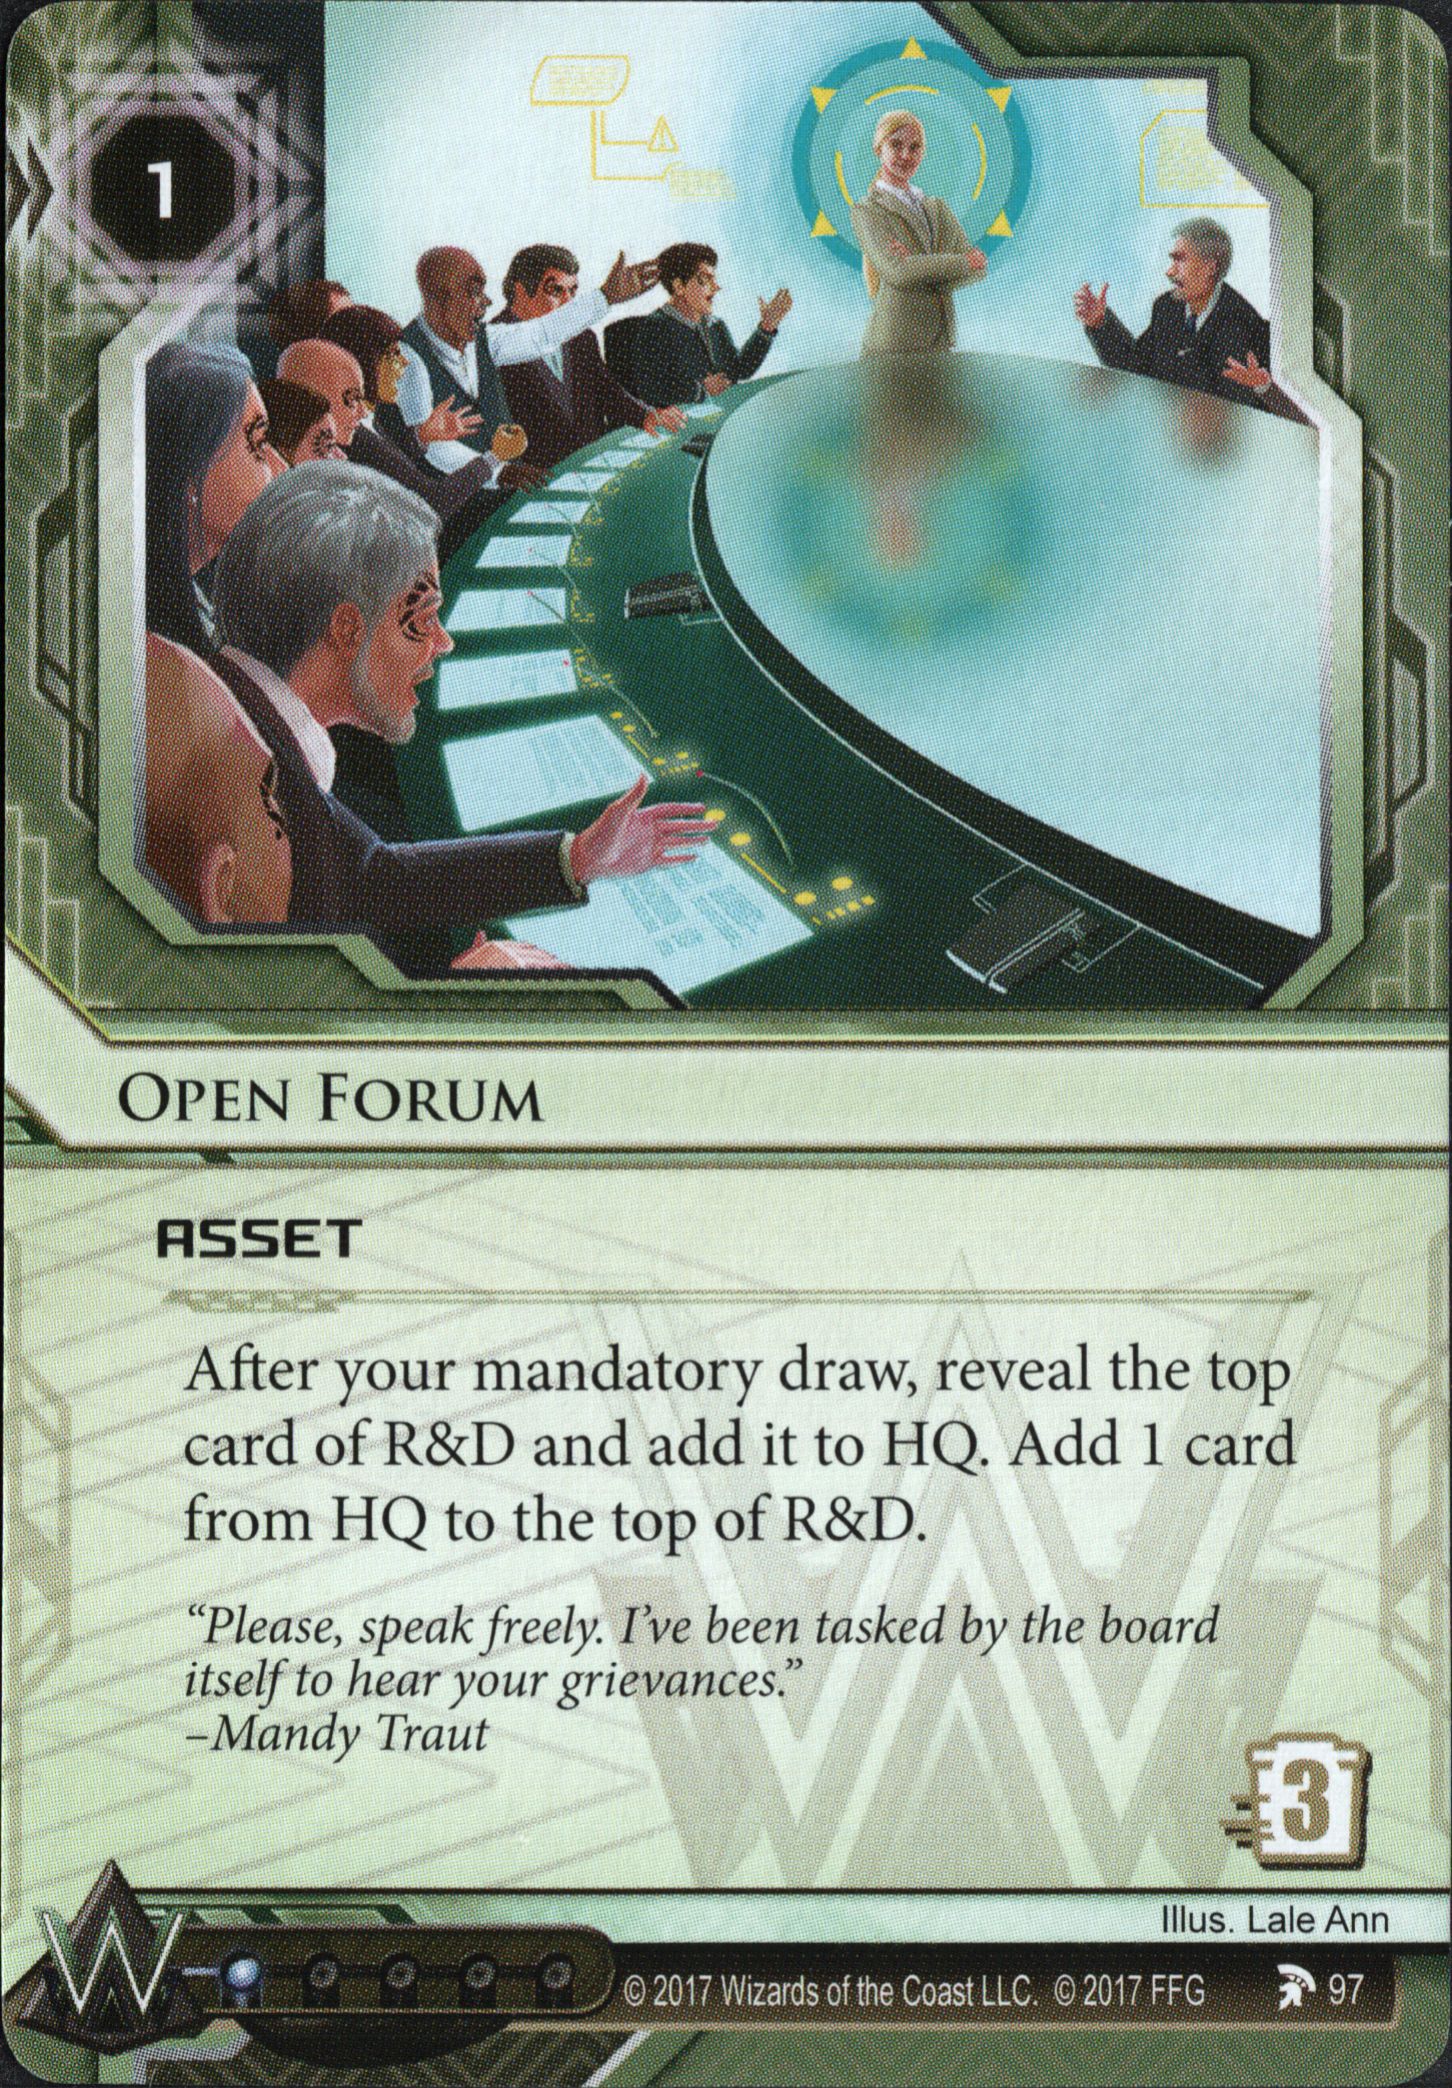 1
OPEN FORUM
ASSET
After your mandatory draw, reveal the top
card of R&D and add it to HQ. Add 1 card
from HQ to the top of R&D.
“Please, speak freely. I’ve been tasked by the board
itself to hear your grievances.”
–Mandy Traut
3
Illus. Lale Ann
W
© 2017 Wizards of the Coast LLC. © 2017 FFG
97